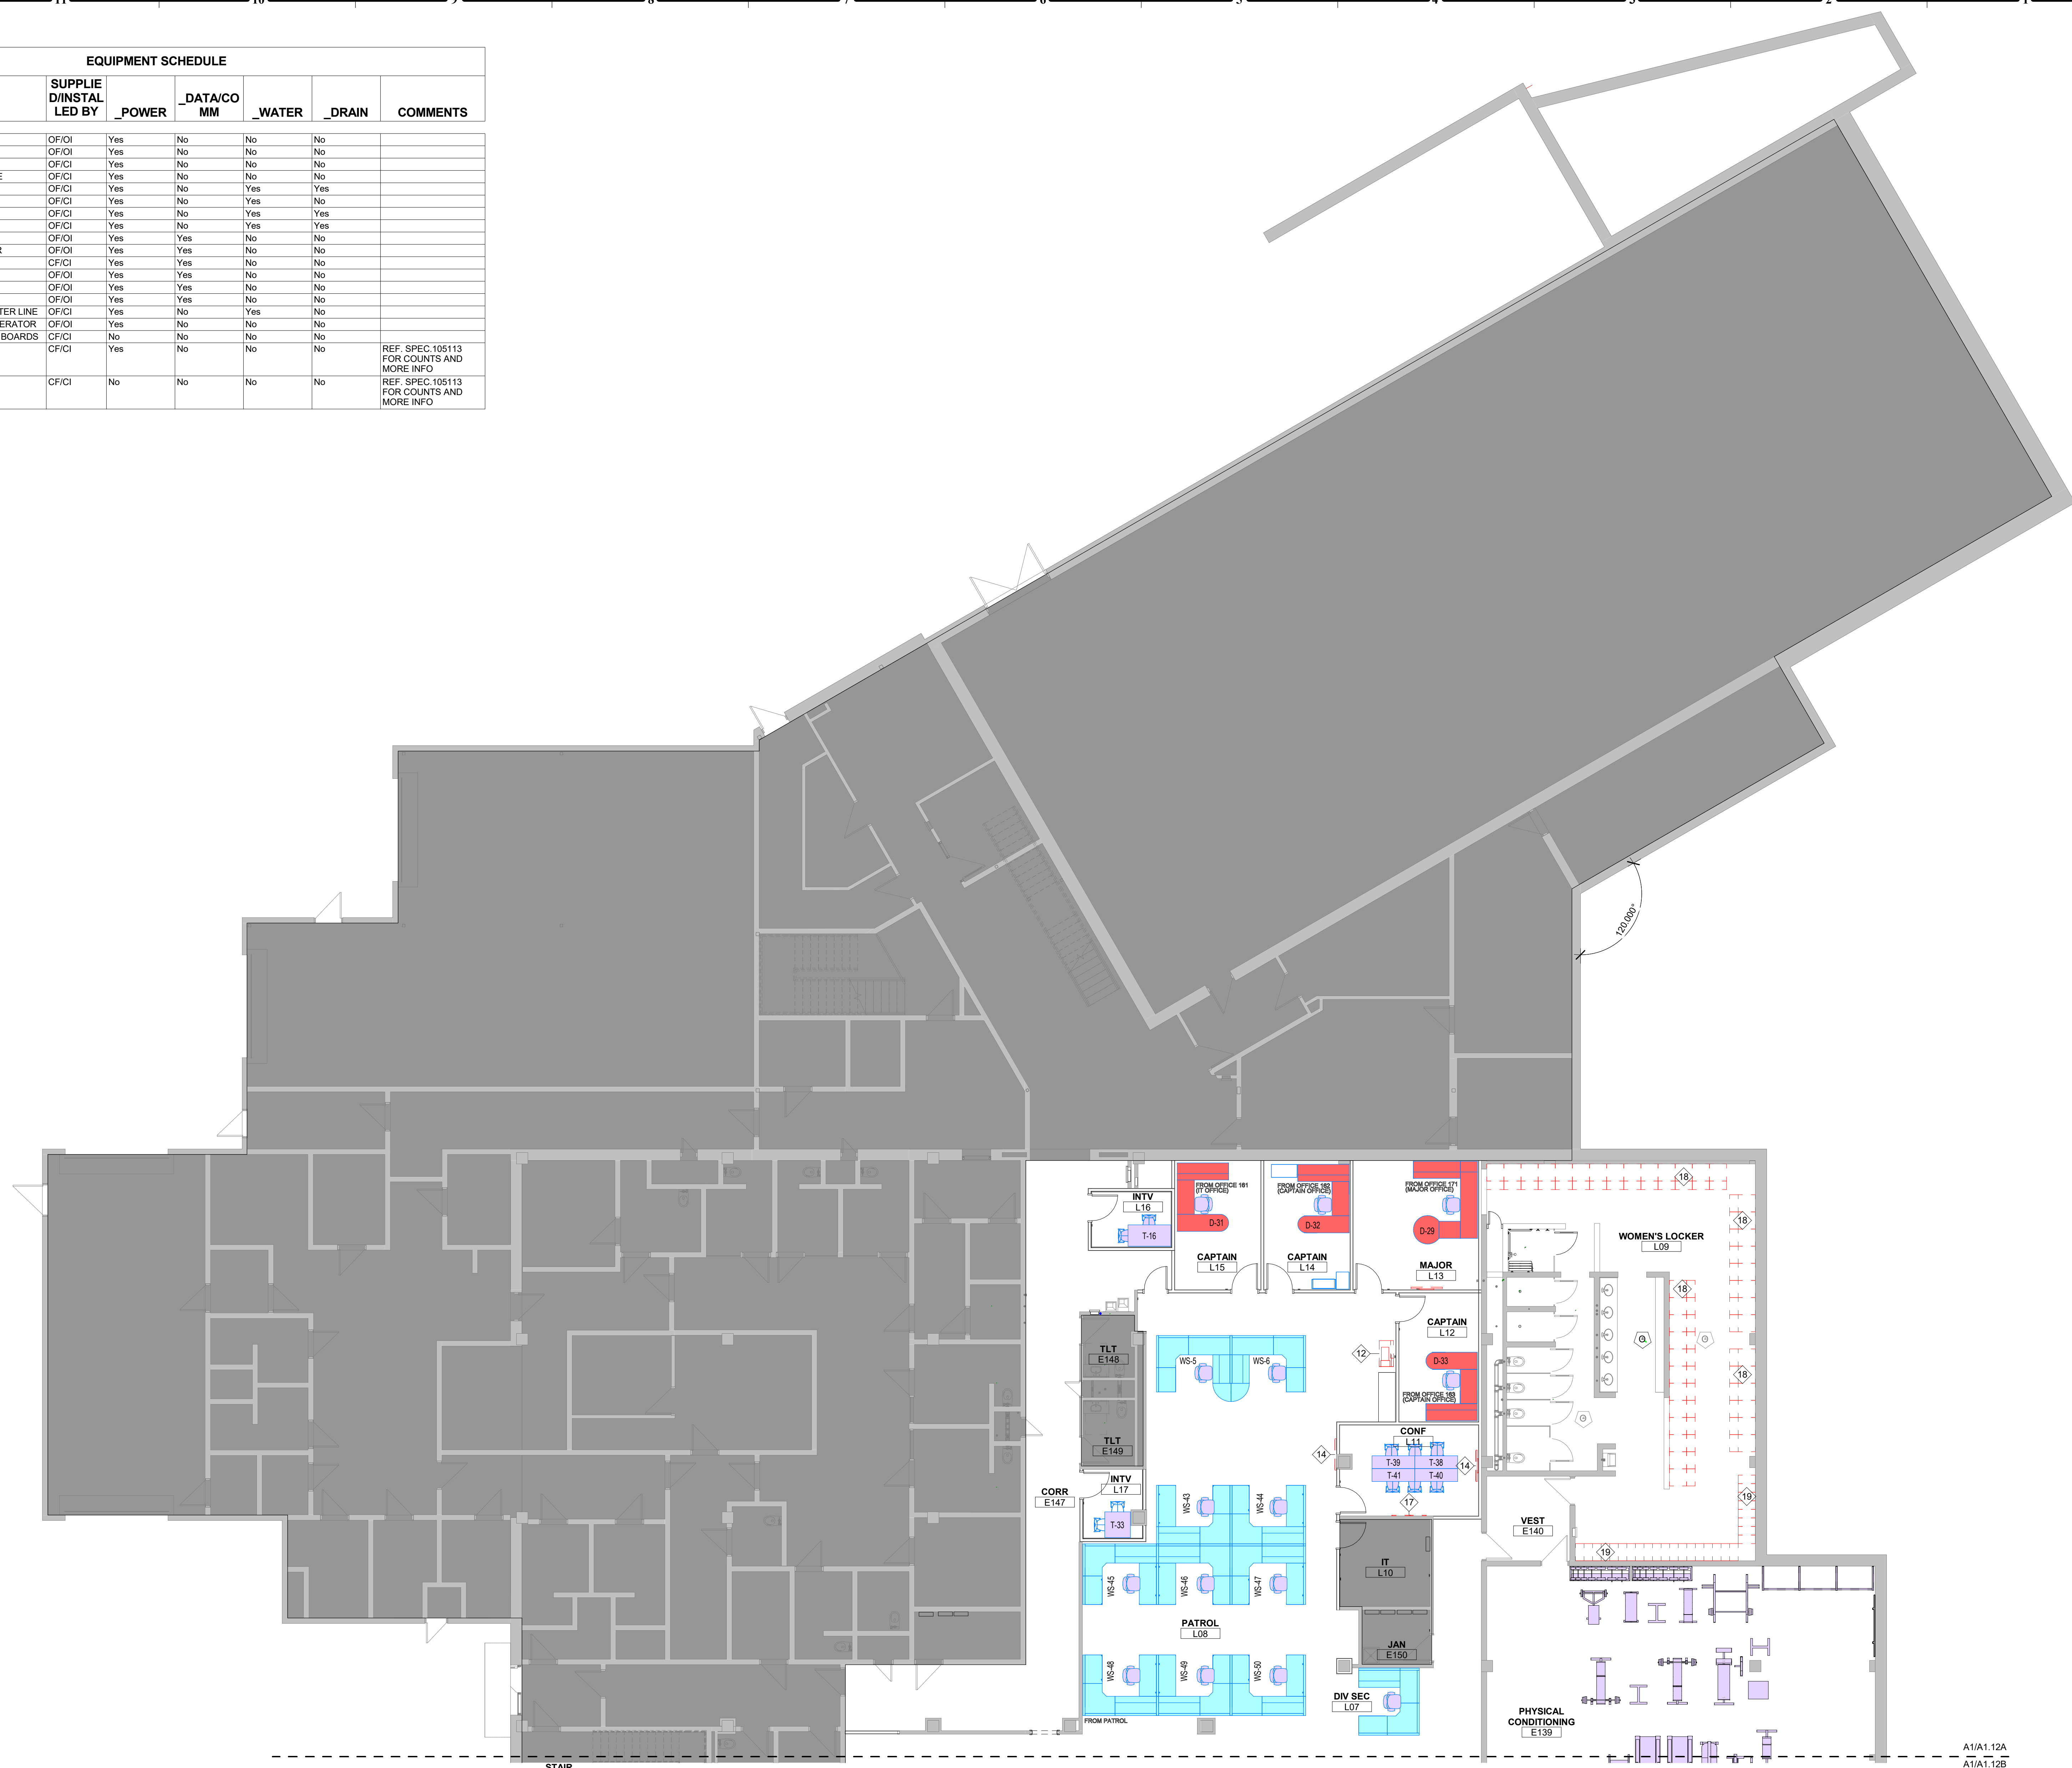 11 10 9 8 7 6 5 4 3 2 1
EQUIPMENT SCHEDULE
SUPPLIE
D/INSTAL
LED BY
_POWER
_DATA/CO
MM
_WATER
_DRAIN
COMMENTS
OF/OI Yes No No No
OF/OI Yes No No No
OF/CI Yes No No No
E OF/CI Yes No No No
OF/CI Yes No Yes Yes
OF/CI Yes No Yes No
OF/CI Yes No Yes Yes
OF/CI Yes No Yes Yes
OF/OI Yes Yes No No
R OF/OI Yes Yes No No
CF/CI Yes Yes No No
OF/OI Yes Yes No No
OF/OI Yes Yes No No
OF/OI Yes Yes No No
TER LINE OF/CI Yes No Yes No
ERATOR OF/OI Yes No No No
BOARDS CF/CI No No No No
CF/CI Yes No No No REF. SPEC.105113
FOR COUNTS AND
MORE INFO
CF/CI No No No No REF. SPEC.105113
FOR COUNTS AND
MORE INFO
120.000°
INTV
L16
T-16
FROM OFFICE 161
(IT OFFICE)
D-31
CAPTAIN
L15
FROM OFFICE 162
(CAPTAIN OFFICE)
D-32
CAPTAIN
L14
FROM OFFICE 171
(MAJOR OFFICE)
D-29
MAJOR
L13
18
18
WOMEN'S LOCKER
L09
18
18
CAPTAIN
L12
12
D-33
FROM OFFICE 163
(CAPTAIN OFFICE)
TLT
E148
WS-5
WS-6
TLT
E149
CONF
L11
14
T-39
T-38
T-41
T-40
14
17
INTV
L17
CORR
E147
T-33
WS-43
WS-44
19
VEST
E140
19
IT
L10
WS-45
WS-46
WS-47
PATROL
L08
JAN
E150
WS-48
WS-49
WS-50
DIV SEC
L07
FROM PATROL
PHYSICAL
CONDITIONING
E139
A1/A1.12A
A1/A1.12B
STAIR